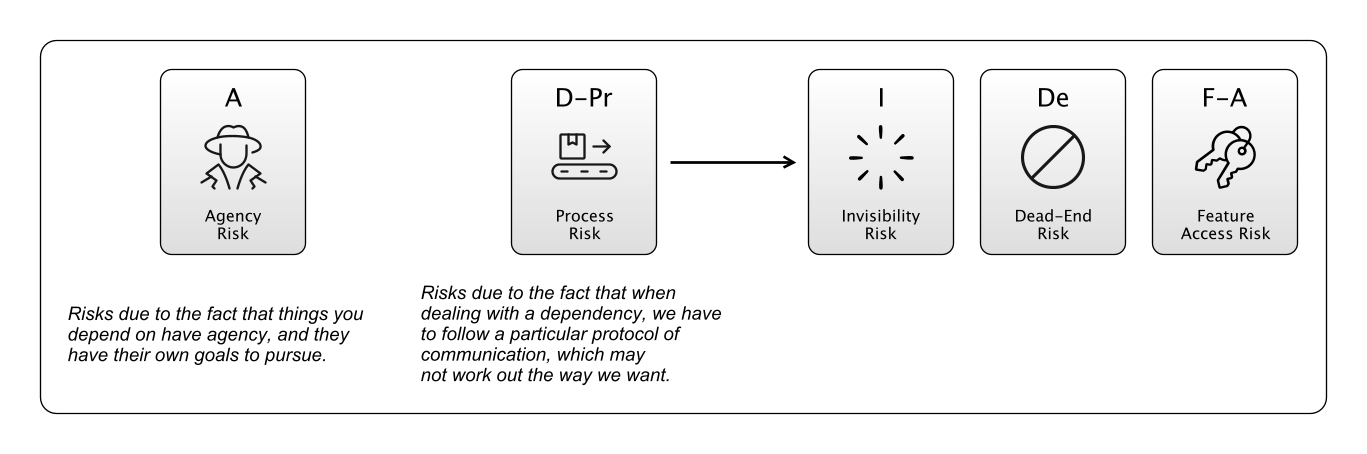 A
Agency
Risk
D-Pr
Process
Risk
I
Invisibility
Risk
De
Dead-End
Risk
F-A
Feature
Access Risk
Risks due to the fact that things you
depend on have agency, and they
have their own goals to pursue.
Risks due to the fact that when
dealing with a dependency, we have
to follow a particular protocol of
communication, which may
not work out the way we want.